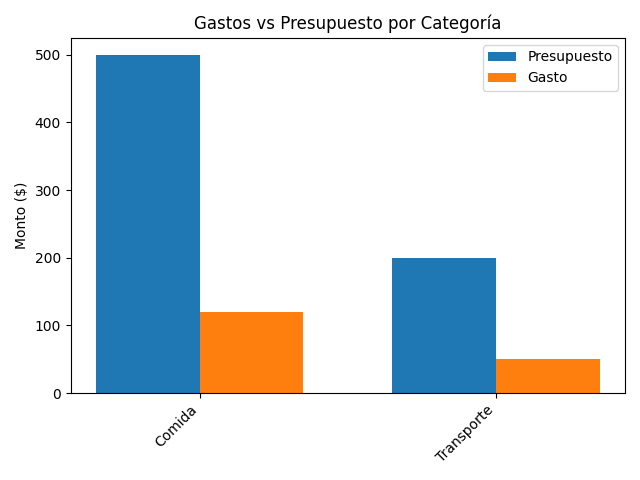 Gastos vs Presupuesto por Categoría
Presupuesto
Gasto
Monto ($)
500
400
300
200
100
0
Comida
Transporte